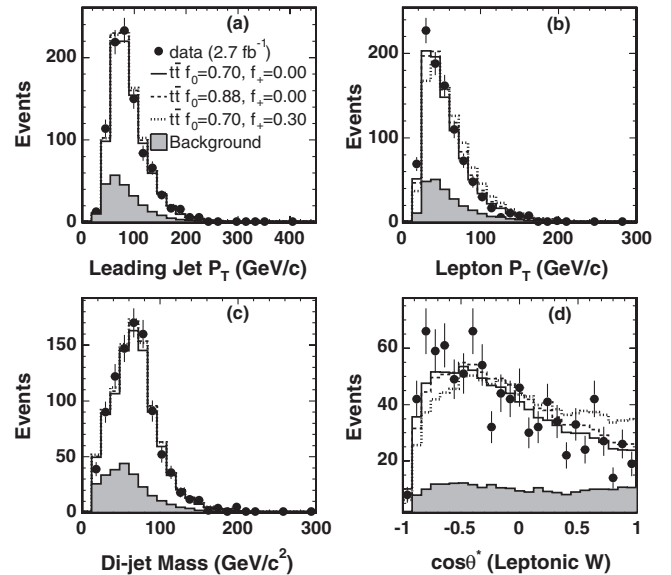 (a)
data (2.7 fb⁻¹)
tt̄ f₀=0.70, f₊=0.00
tt̄ f₀=0.88, f₊=0.00
tt̄ f₀=0.70, f₊=0.30
Background
Events
200
100
0
0 100 200 300 400
Leading Jet P_T (GeV/c)
(b)
Events
200
100
0
0 100 200 300
Lepton P_T (GeV/c)
(c)
Events
150
100
50
0
0 100 200 300
Di-jet Mass (GeV/c²)
(d)
Events
60
40
20
-1 -0.5 0 0.5 1
cosθ* (Leptonic W)